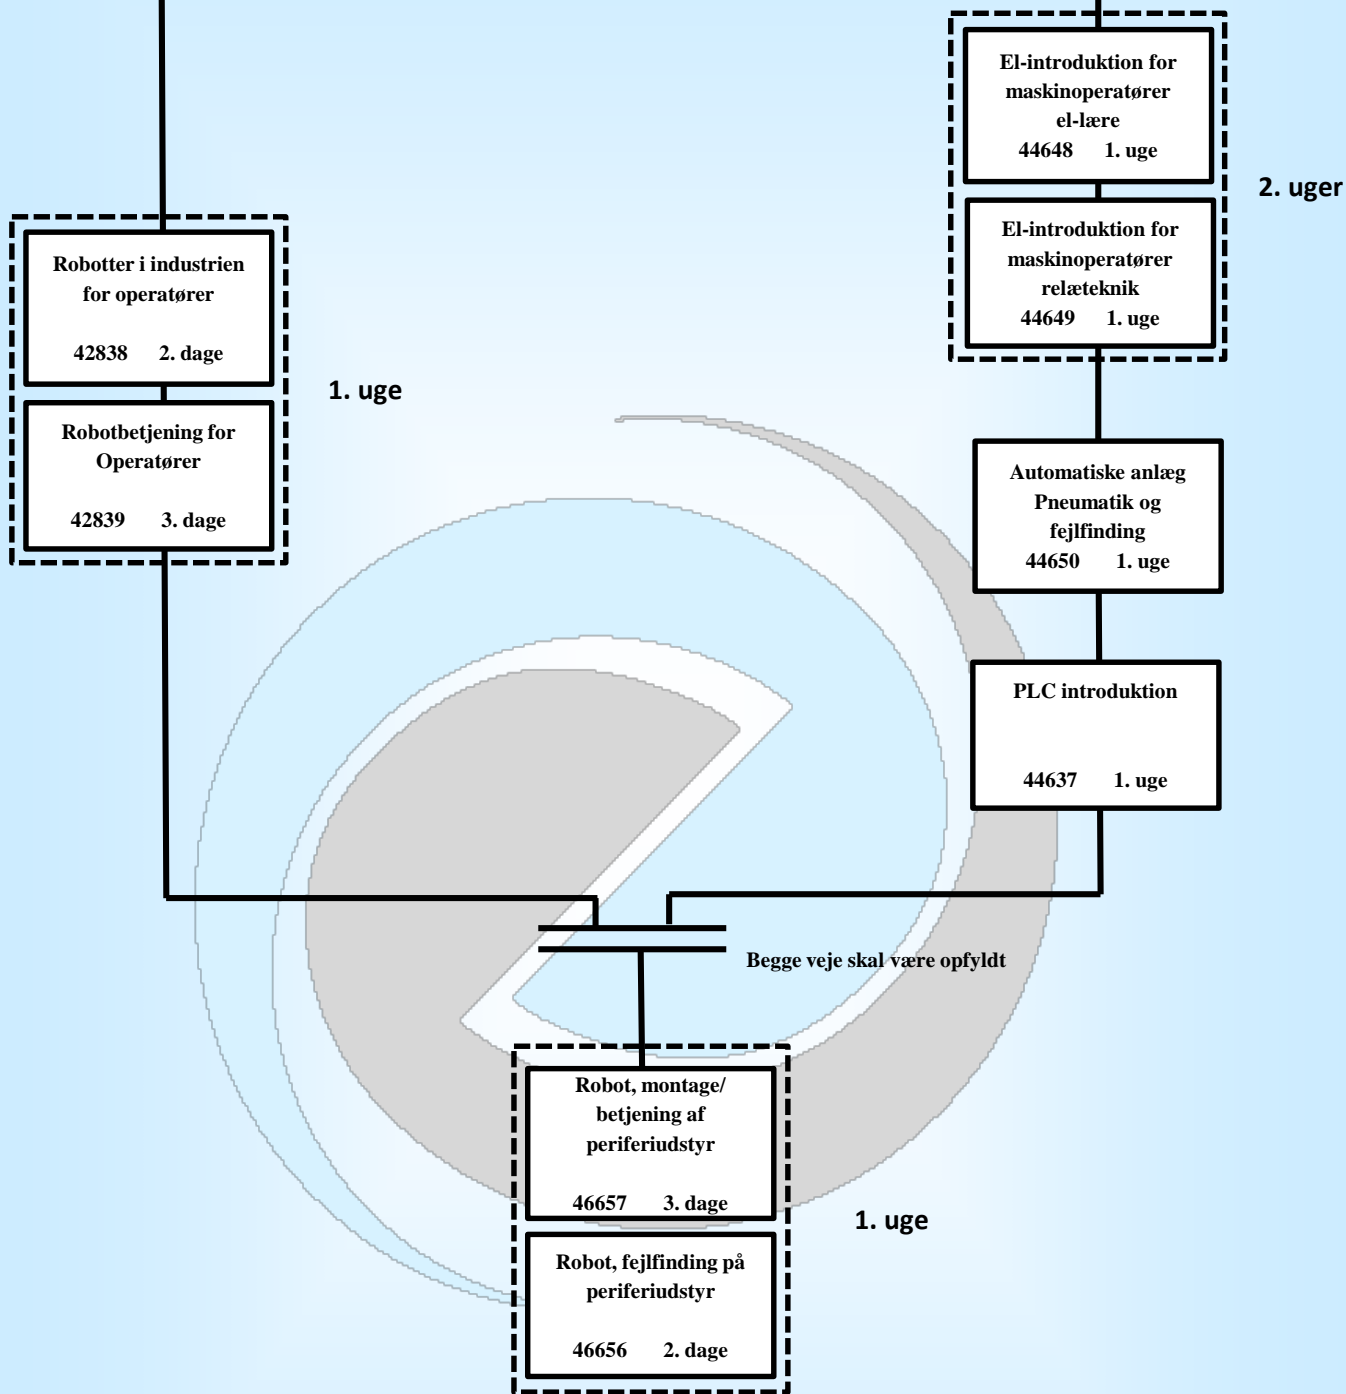 El-introduktion for
maskinoperatører
el-lære
44648 1. uge
2. uger
El-introduktion for
maskinoperatører
relæteknik
44649 1. uge
Robotter i industrien
for operatører
42838 2. dage
1. uge
Robotbetjening for
Operatører
42839 3. dage
Automatiske anlæg
Pneumatik og
fejlfinding
44650 1. uge
PLC introduktion
44637 1. uge
Begge veje skal være opfyldt
Robot, montage/
betjening af
periferiudstyr
46657 3. dage
1. uge
Robot, fejlfinding på
periferiudstyr
46656 2. dage